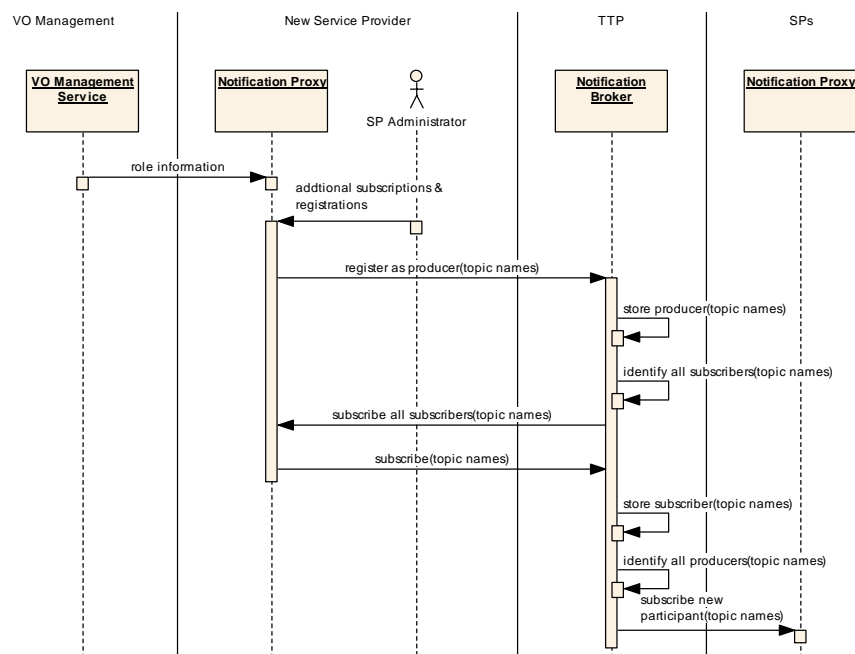 VO Management
New Service Provider
TTP
SPs
VO Management
Service
Notification Proxy
SP Administrator
Notification
Broker
Notification Proxy
role information
addtional subscriptions &
registrations
register as producer(topic names)
store producer(topic names)
identify all subscribers(topic names)
subscribe all subscribers(topic names)
subscribe(topic names)
store subscriber(topic names)
identify all producers(topic names)
subscribe new
participant(topic names)